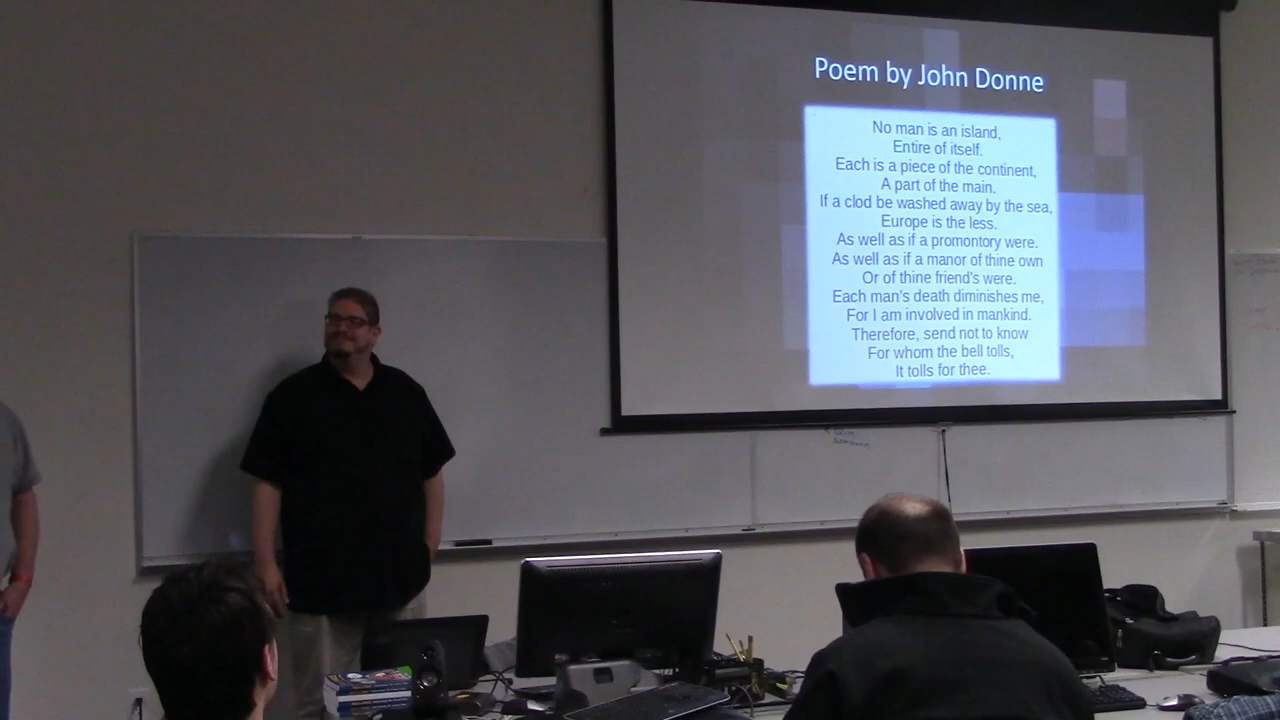 Poem by John Donne
No man is an island,
Entire of itself.
Each is a piece of the continent,
A part of the main.
If a clod be washed away by the sea,
Europe is the less.
As well as if a promontory were.
As well as if a manor of thine own
Or of thine friend's were.
Each man's death diminishes me,
For I am involved in mankind.
Therefore, send not to know
For whom the bell tolls,
It tolls for thee.